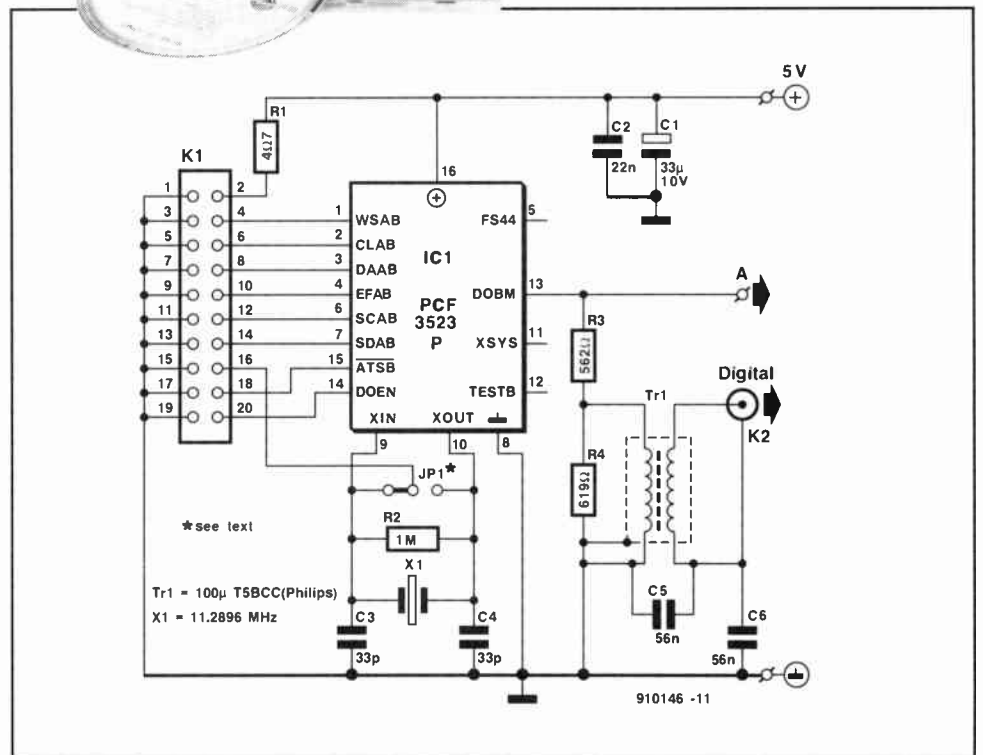 5 V
R1
4Ω7
C2
22n
C1
33µ
10V
K1
16
1 2
3 4
5 6
7 8
9 10
11 12
13 14
15 16
17 18
19 20
1 WSAB
2 CLAB
3 DAAB
4 EFAB
6 SCAB
7 SDAB
15 ATSB
14 DOEN
IC1
PCF
3523
P
FS44 5
DOBM 13
XSYS 11
TESTB 12
XIN XOUT
9 10 8
A
R3
562Ω
Digital
K2
Tr1
R4
619Ω
JP1*
R2
1M
X1
*see text
Tr1 = 100µ T5BCC(Philips)
X1 = 11.2896 MHz
C3
33p
C4
33p
C5
56n
C6
56n
910146 -11